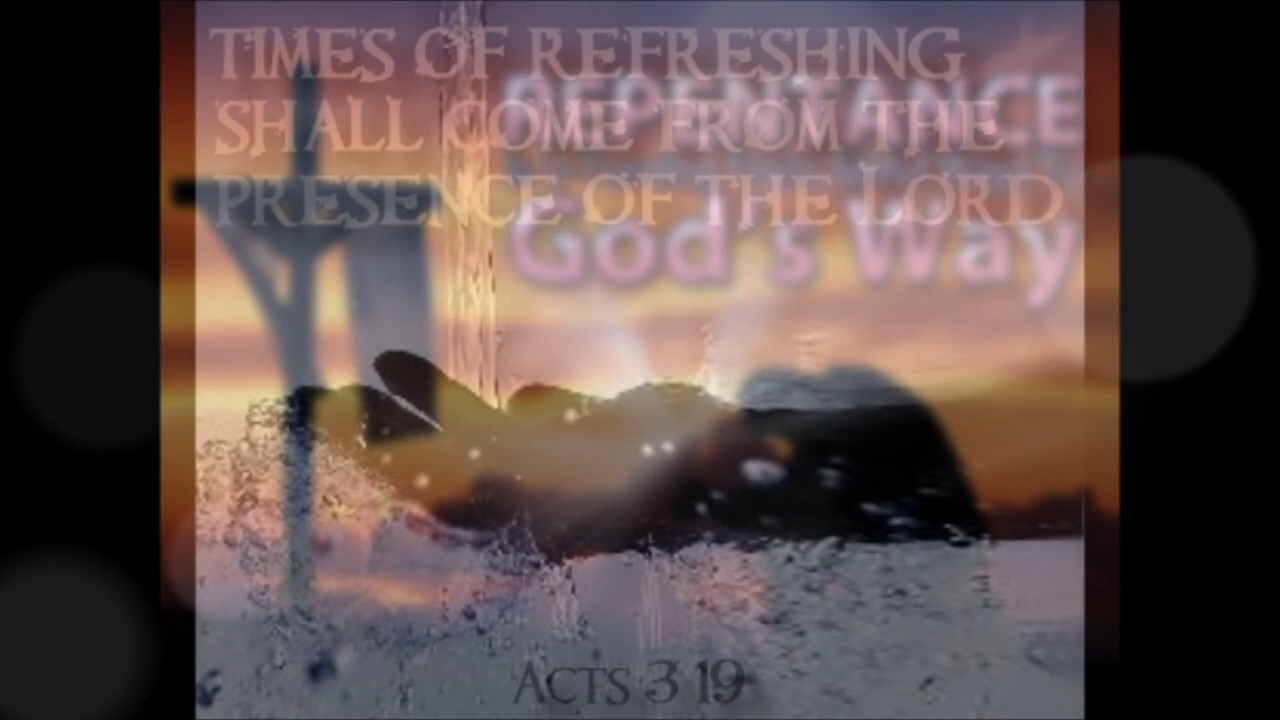 TIMES OF REFRESHING
SHALL COME FROM THE
PRESENCE OF THE LORD
REPENTANCE
God's Way
ACTS 3 19